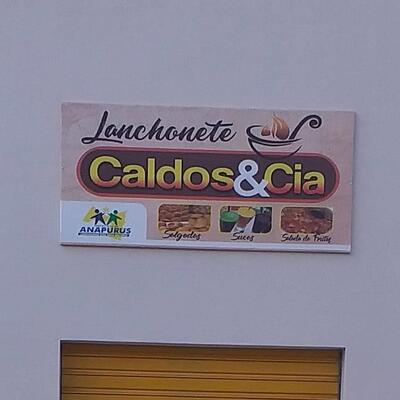 Lanchonete
Caldos&Cia
ANAPURUS
Salgados
Sucos
Salada de Frutas